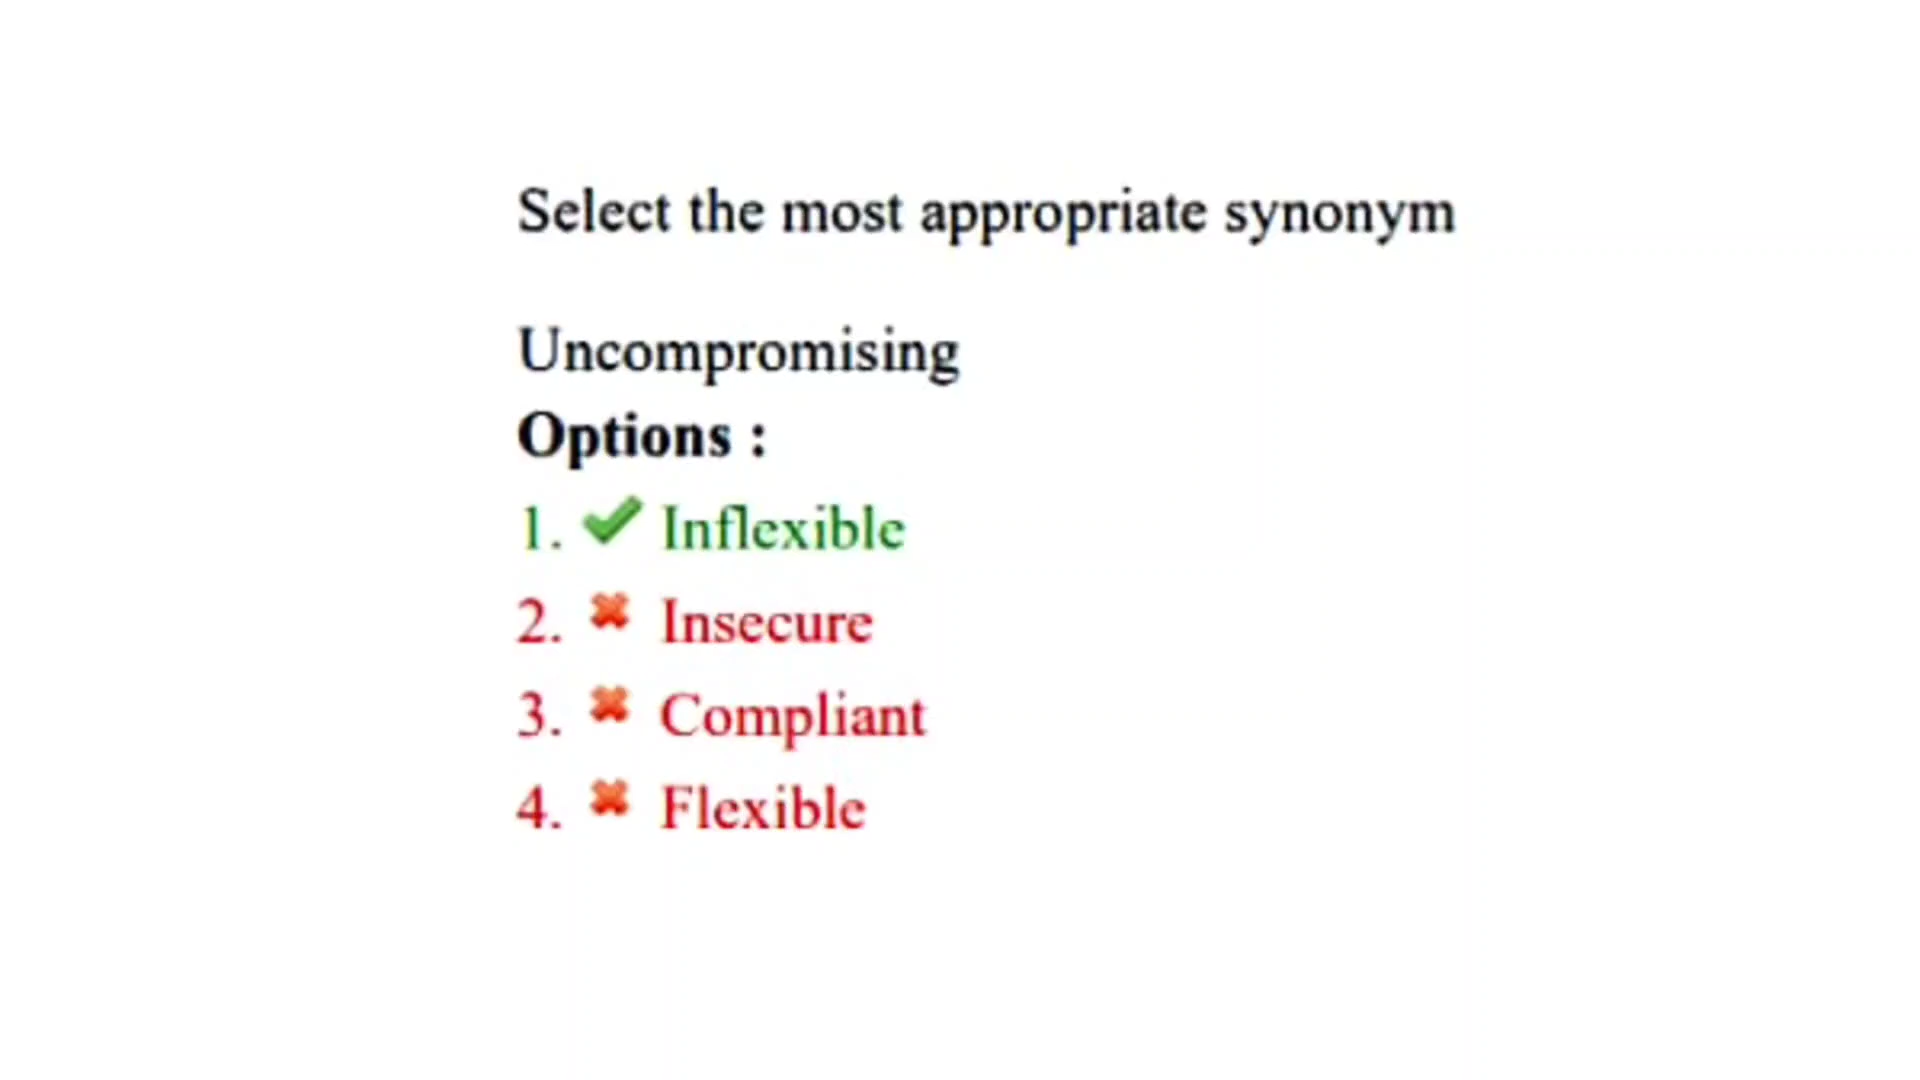 Select the most appropriate synonym
Uncompromising
Options :
1. Inflexible
2. Insecure
3. Compliant
4. Flexible